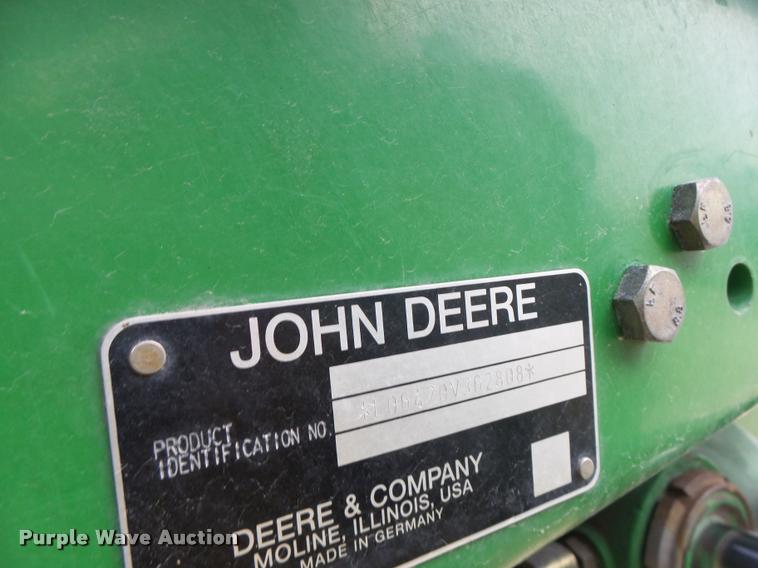 JOHN DEERE
PRODUCT
IDENTIFICATION NO.
DEERE & COMPANY
MOLINE, ILLINOIS, USA
MADE IN GERMANY
Purple Wave Auction